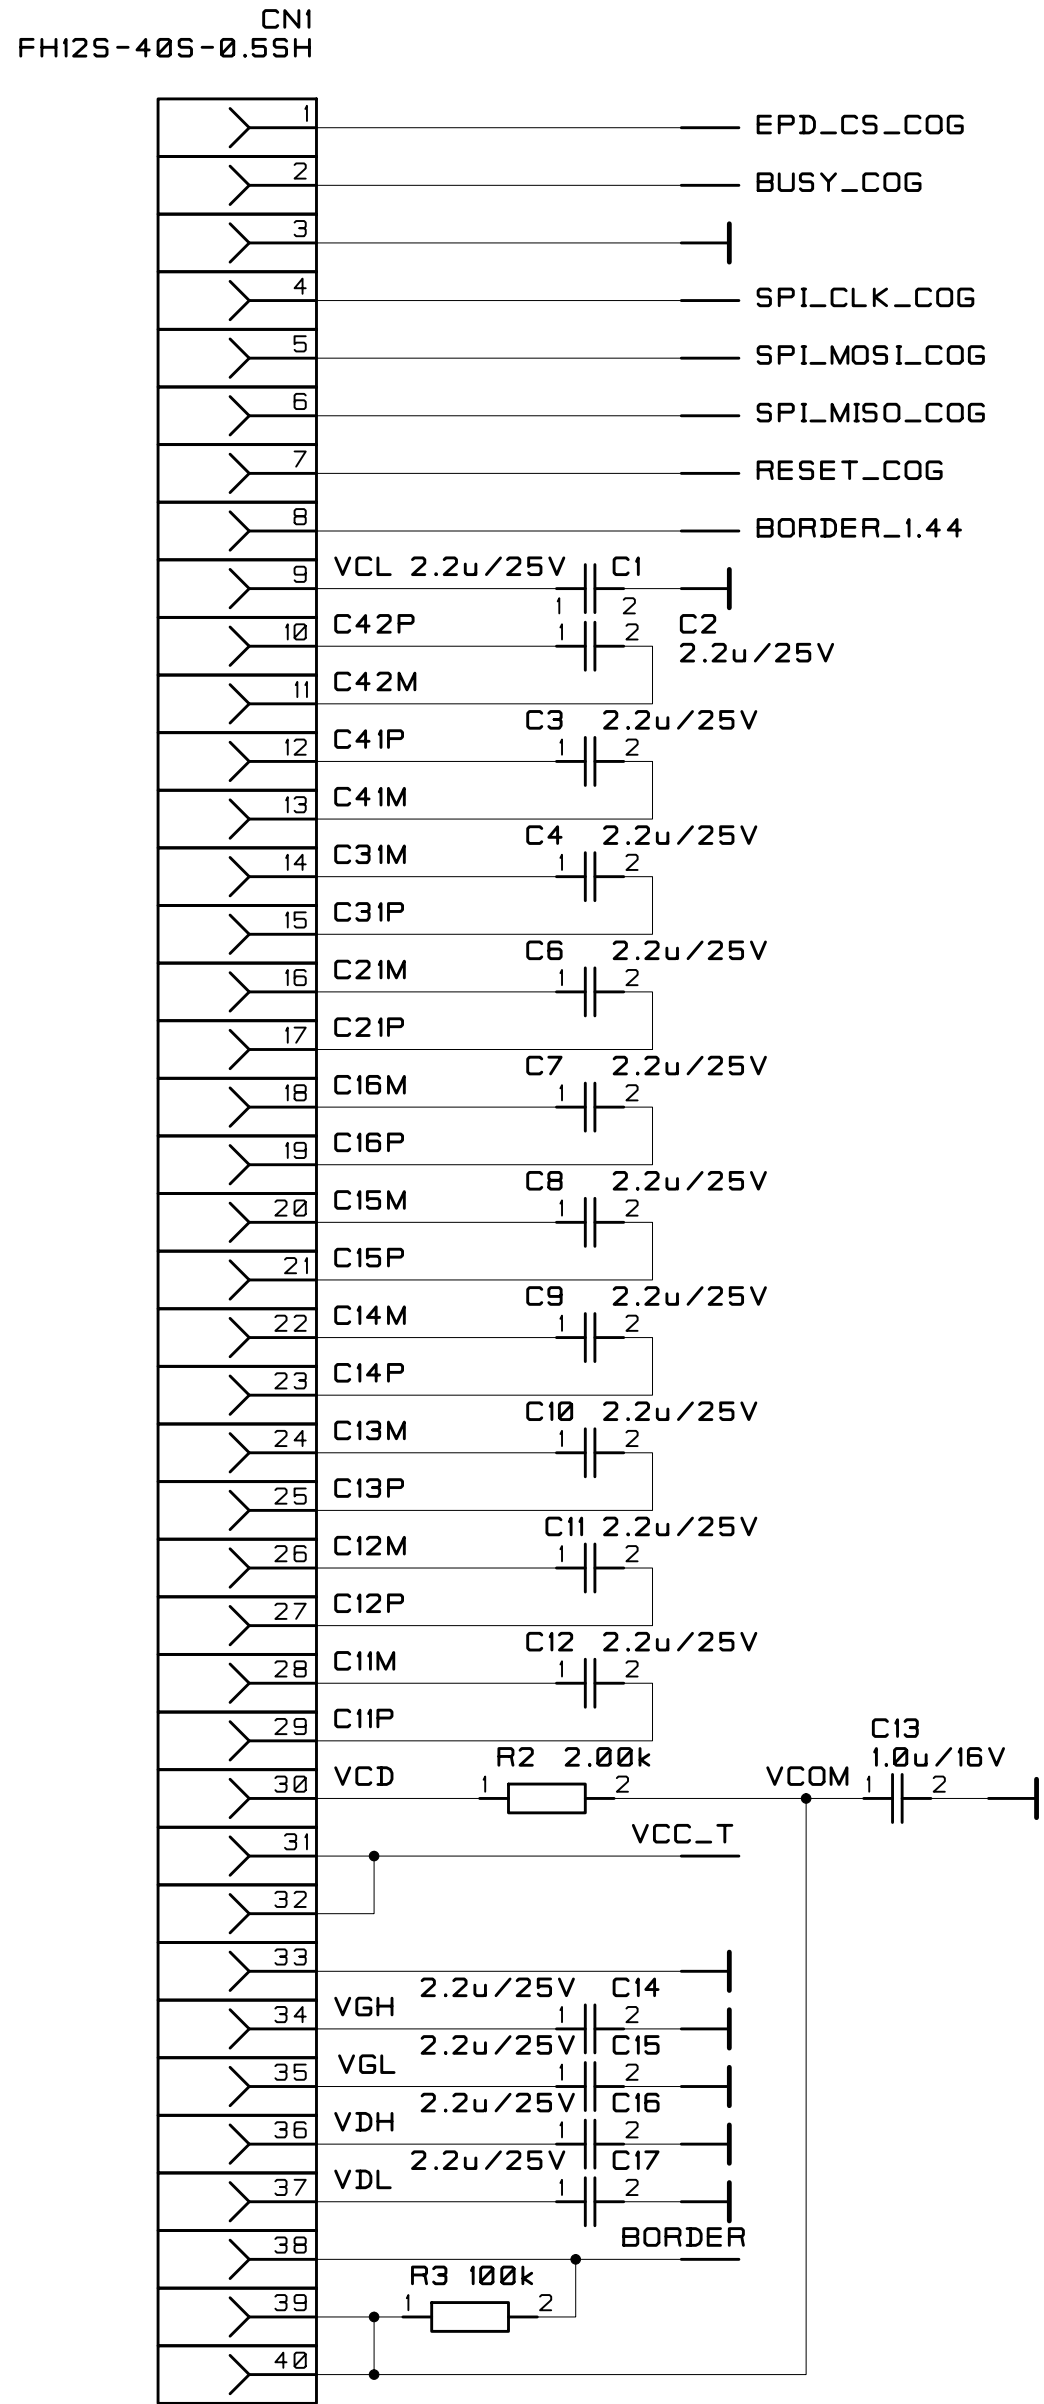 CN1
FH12S-40S-0.5SH
1 EPD_CS_COG
2 BUSY_COG
3
4 SPI_CLK_COG
5 SPI_MOSI_COG
6 SPI_MISO_COG
7 RESET_COG
8 BORDER_1.44
9 VCL 2.2u/25V C1
1 2
10 C42P 1 2 C2
2.2u/25V
11 C42M
C3 2.2u/25V
12 C41P 1 2
13 C41M
C4 2.2u/25V
14 C31M 1 2
15 C31P
C6 2.2u/25V
16 C21M 1 2
17 C21P
C7 2.2u/25V
18 C16M 1 2
19 C16P
C8 2.2u/25V
20 C15M 1 2
21 C15P
C9 2.2u/25V
22 C14M 1 2
23 C14P
C10 2.2u/25V
24 C13M 1 2
25 C13P
C11 2.2u/25V
26 C12M 1 2
27 C12P
C12 2.2u/25V
28 C11M 1 2
29 C11P
C13
R2 2.00k 1.0u/16V
30 VCD 1 2 VCOM 1 2
31 VCC_T
32
33
2.2u/25V C14
34 VGH 1 2
2.2u/25V C15
35 VGL 1 2
2.2u/25V C16
36 VDH 1 2
2.2u/25V C17
37 VDL 1 2
38 BORDER
R3 100k
39 1 2
40